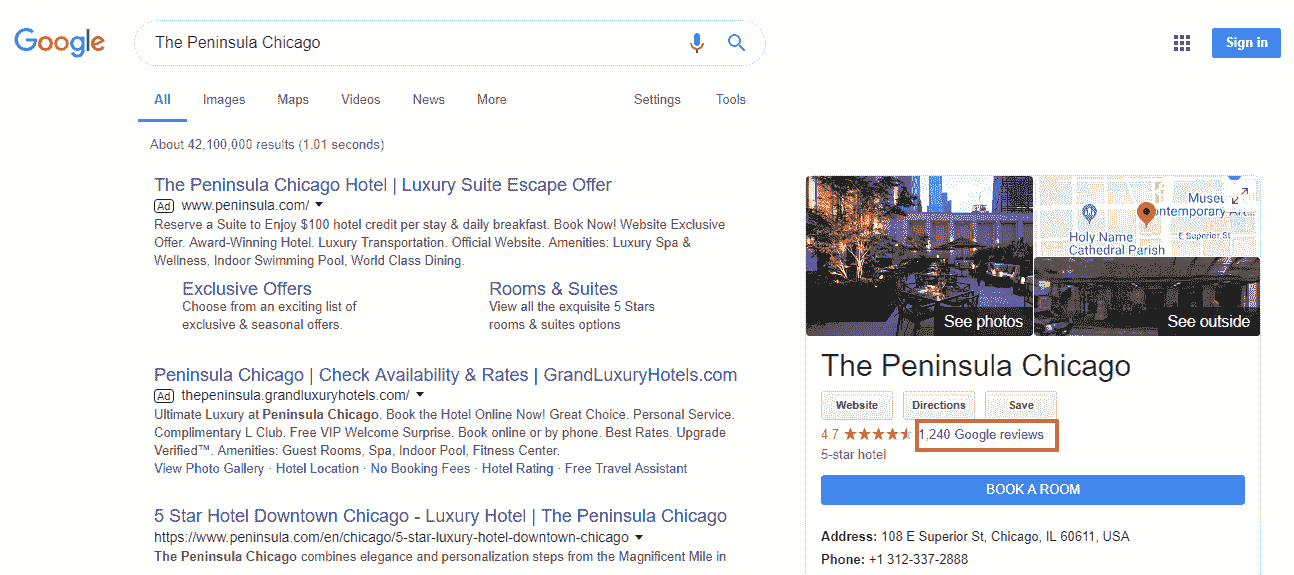 Google
The Peninsula Chicago
Sign in
All Images Maps Videos News More Settings Tools
About 42,100,000 results (1.01 seconds)
The Peninsula Chicago Hotel | Luxury Suite Escape Offer
Ad www.peninsula.com/
Reserve a Suite to Enjoy $100 hotel credit per stay & daily breakfast. Book Now! Website Exclusive
Offer. Award-Winning Hotel. Luxury Transportation. Official Website. Amenities: Luxury Spa &
Wellness, Indoor Swimming Pool, World Class Dining.
Exclusive Offers
Choose from an exciting list of
exclusive & seasonal offers.
Rooms & Suites
View all the exquisite 5 Stars
rooms & suites options
Peninsula Chicago | Check Availability & Rates | GrandLuxuryHotels.com
Ad thepeninsula.grandluxuryhotels.com/
Ultimate Luxury at Peninsula Chicago. Book the Hotel Online Now! Great Choice. Personal Service.
Complimentary L Club. Free VIP Welcome Surprise. Book online or by phone. Best Rates. Upgrade
Verified™. Amenities: Guest Rooms, Spa, Indoor Pool, Fitness Center.
View Photo Gallery · Hotel Location · No Booking Fees · Hotel Rating · Free Travel Assistant
5 Star Hotel Downtown Chicago - Luxury Hotel | The Peninsula Chicago
https://www.peninsula.com/en/chicago/5-star-luxury-hotel-downtown-chicago
The Peninsula Chicago combines elegance and personalization steps from the Magnificent Mile in
See photos
Museu
ontemporary Ar...
Holy Name
Cathedral Parish
E Superior St
See outside
The Peninsula Chicago
Website Directions Save
4.7 1,240 Google reviews
5-star hotel
BOOK A ROOM
Address: 108 E Superior St, Chicago, IL 60611, USA
Phone: +1 312-337-2888